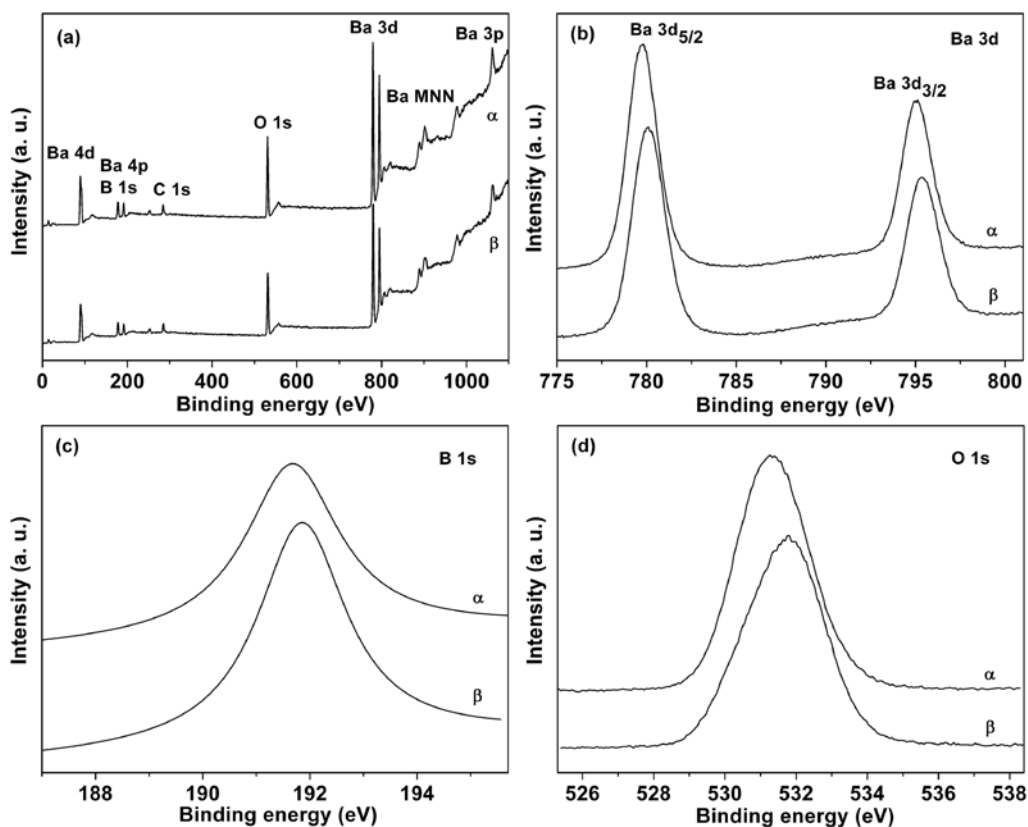 (a)
Ba 3d
Ba 3p
Ba MNN
α
O 1s
Ba 4d
Ba 4p
B 1s
C 1s
β
Intensity (a. u.)
0 200 400 600 800 1000
Binding energy (eV)
(b)
Ba 3d5/2
Ba 3d
Ba 3d3/2
α
β
Intensity (a. u.)
775 780 785 790 795 800
Binding energy (eV)
(c)
B 1s
α
β
Intensity (a. u.)
188 190 192 194
Binding energy (eV)
(d)
O 1s
α
β
Intensity (a. u.)
526 528 530 532 534 536 538
Binding energy (eV)